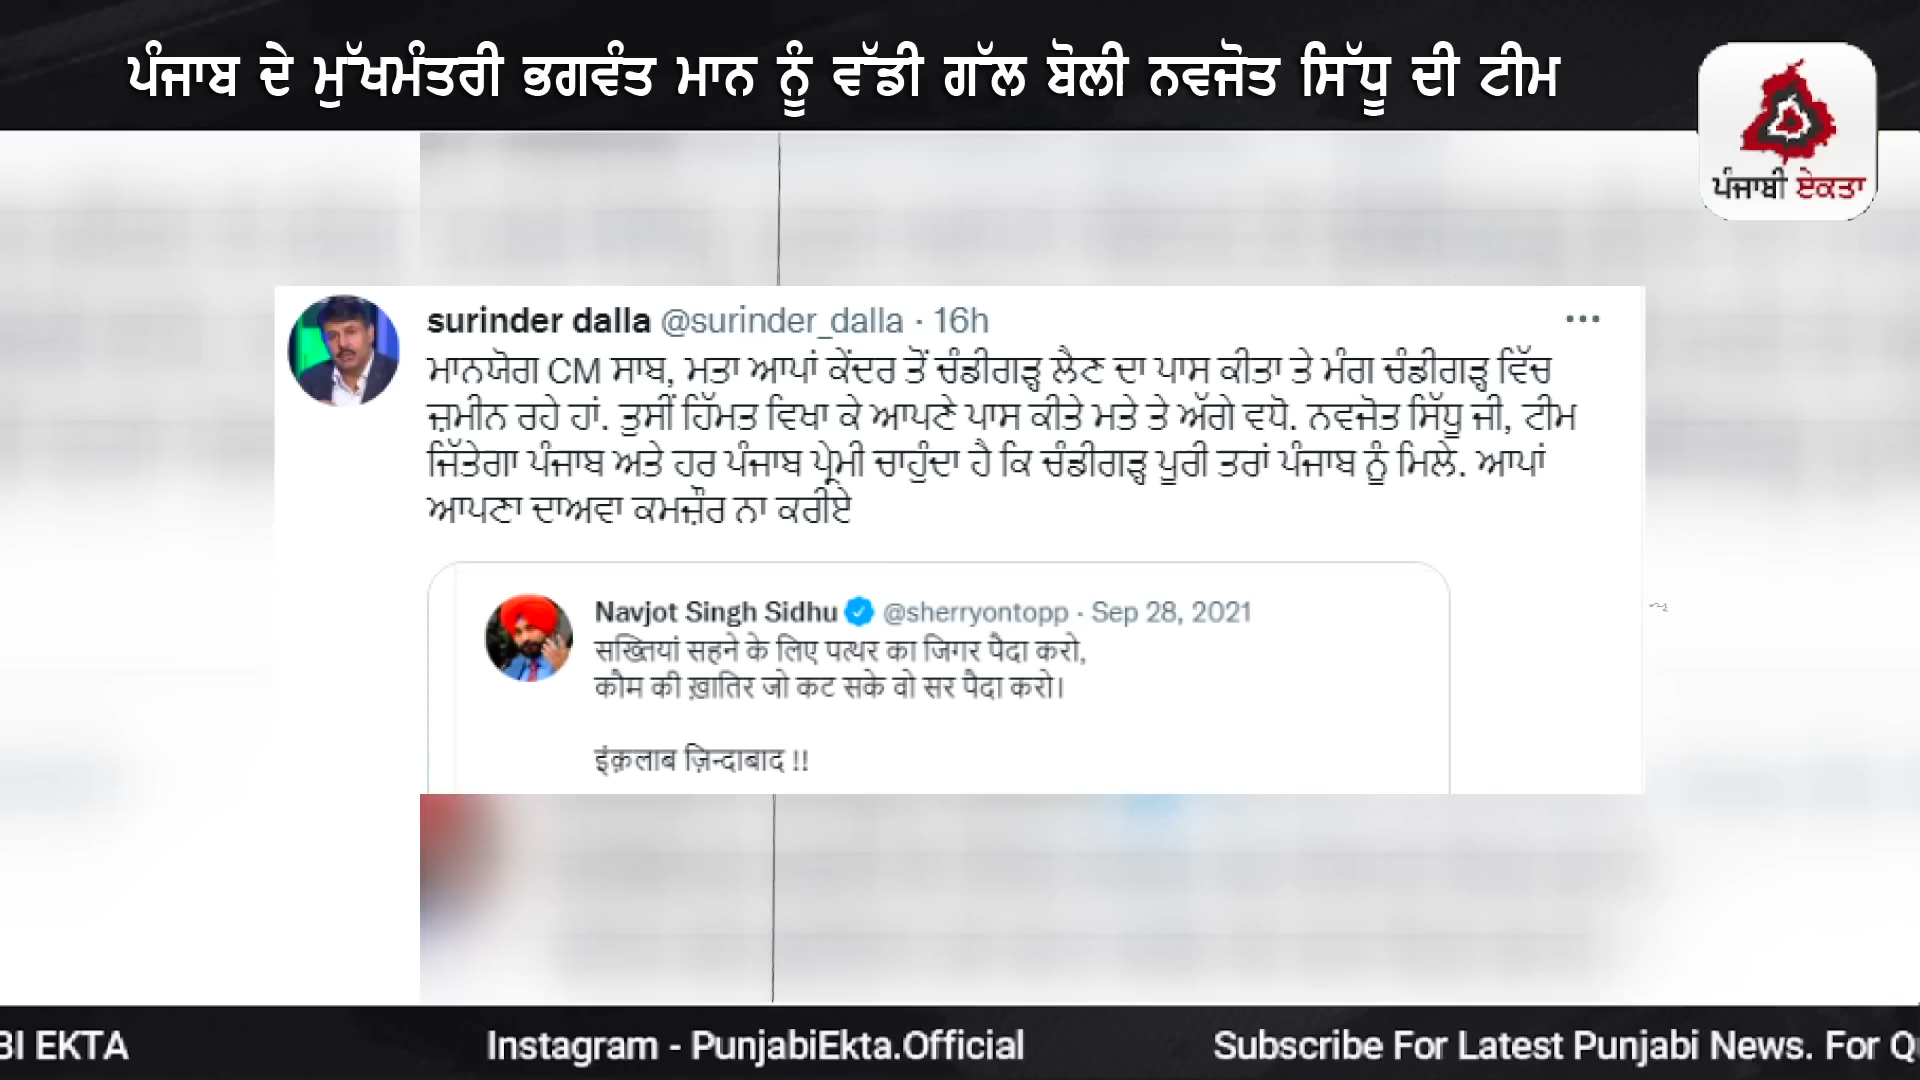 ਪੰਜਾਬ ਦੇ ਮੁੱਖਮੰਤਰੀ ਭਗਵੰਤ ਮਾਨ ਨੂੰ ਵੱਡੀ ਗੱਲ ਬੋਲੀ ਨਵਜੋਤ ਸਿੱਧੂ ਦੀ ਟੀਮ
ਪੰਜਾਬੀ ਏਕਤਾ
surinder dalla @surinder_dalla · 16h
ਮਾਨਯੋਗ CM ਸਾਬ, ਮਤਾ ਆਪਾਂ ਕੇਂਦਰ ਤੋਂ ਚੰਡੀਗੜ੍ਹ ਲੈਣ ਦਾ ਪਾਸ ਕੀਤਾ ਤੇ ਮੰਗ ਚੰਡੀਗੜ੍ਹ ਵਿੱਚ
ਜ਼ਮੀਨ ਰਹੇ ਹਾਂ. ਤੁਸੀਂ ਹਿੱਮਤ ਵਿਖਾ ਕੇ ਆਪਣੇ ਪਾਸ ਕੀਤੇ ਮਤੇ ਤੇ ਅੱਗੇ ਵਧੋ. ਨਵਜੋਤ ਸਿੱਧੂ ਜੀ, ਟੀਮ
ਜਿੱਤੇਗਾ ਪੰਜਾਬ ਅਤੇ ਹਰ ਪੰਜਾਬ ਪ੍ਰੇਮੀ ਚਾਹੁੰਦਾ ਹੈ ਕਿ ਚੰਡੀਗੜ੍ਹ ਪੂਰੀ ਤਰਾਂ ਪੰਜਾਬ ਨੂੰ ਮਿਲੇ. ਆਪਾਂ
ਆਪਣਾ ਦਾਅਵਾ ਕਮਜ਼ੌਰ ਨਾ ਕਰੀਏ
Navjot Singh Sidhu @sherryontopp · Sep 28, 2021
सख्तियां सहने के लिए पत्थर का जिगर पैदा करो,
कौम की ख़ातिर जो कट सके वो सर पैदा करो।
इंक़लाब ज़िन्दाबाद !!
BI EKTA Instagram - PunjabiEkta.Official Subscribe For Latest Punjabi News. For Q